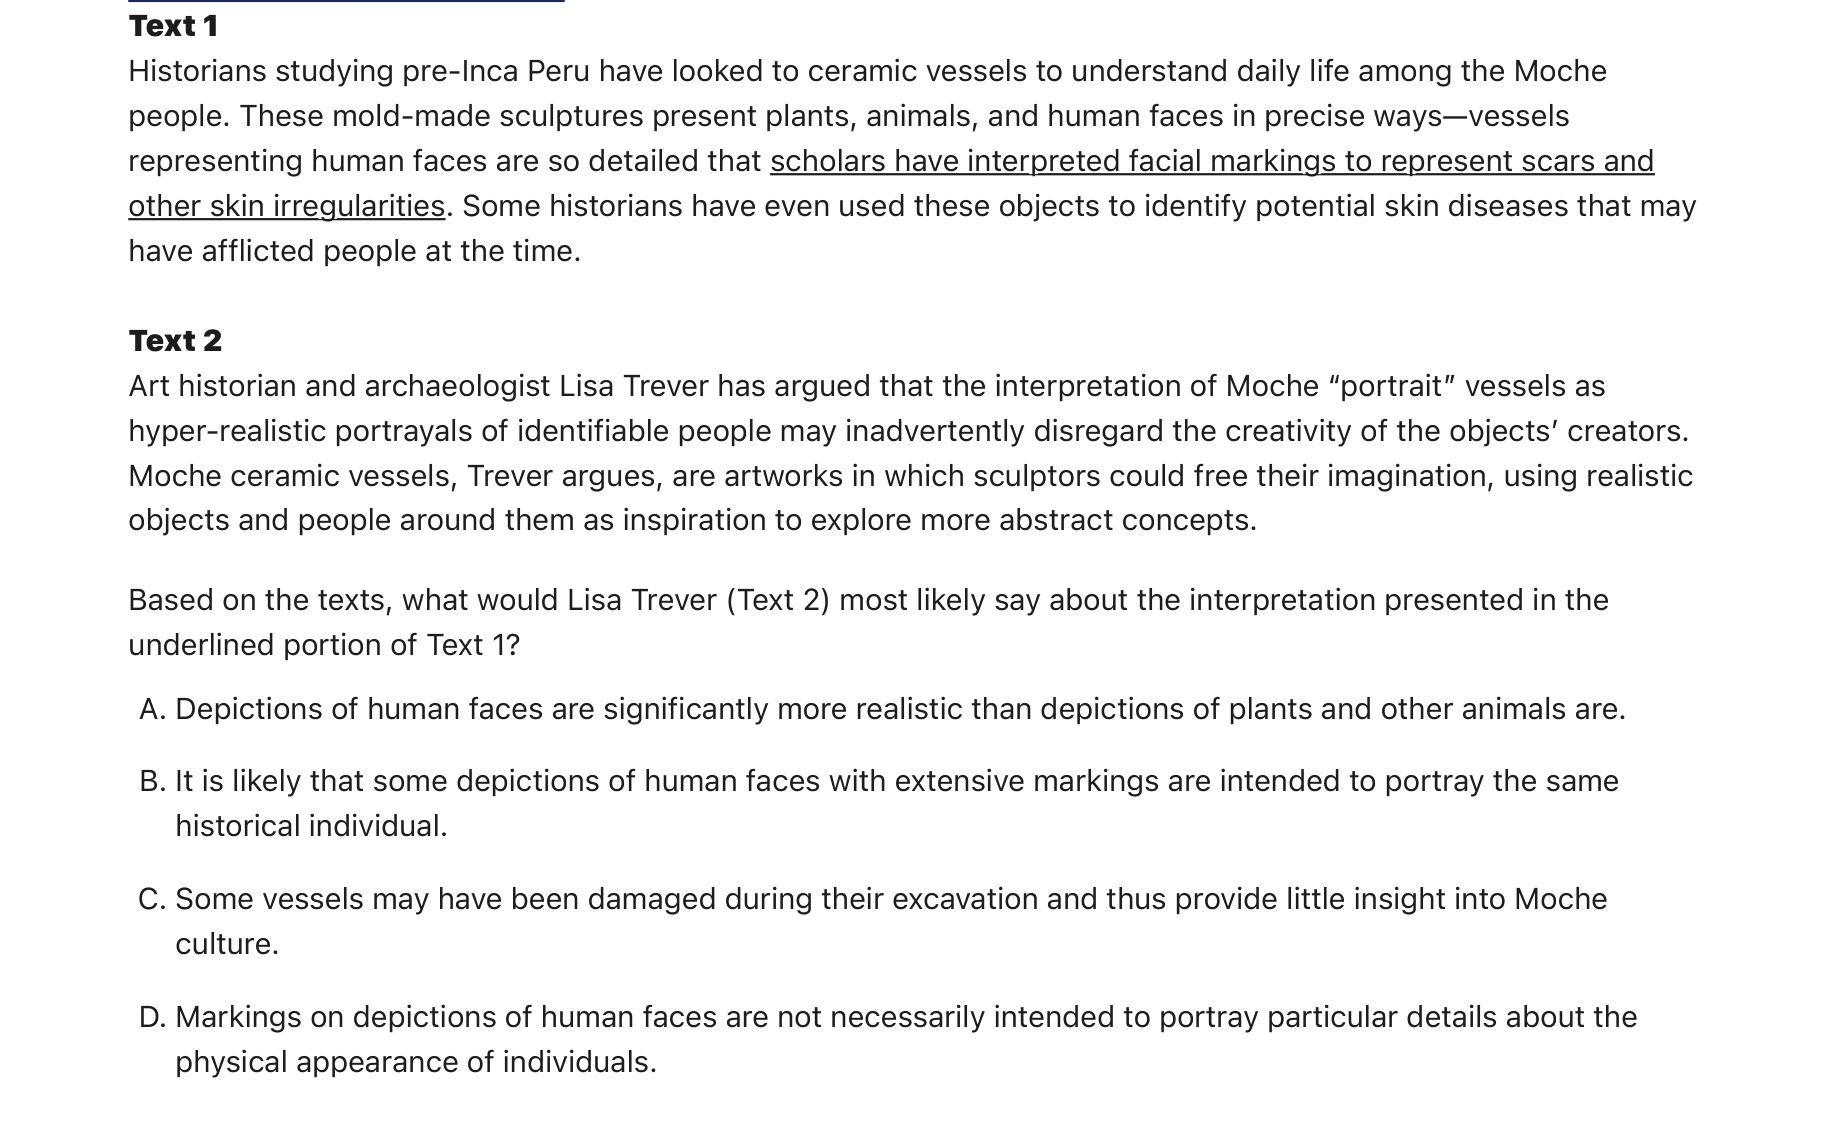 Text 1
Historians studying pre-Inca Peru have looked to ceramic vessels to understand daily life among the Moche
people. These mold-made sculptures present plants, animals, and human faces in precise ways—vessels
representing human faces are so detailed that scholars have interpreted facial markings to represent scars and
other skin irregularities. Some historians have even used these objects to identify potential skin diseases that may
have afflicted people at the time.
Text 2
Art historian and archaeologist Lisa Trever has argued that the interpretation of Moche “portrait” vessels as
hyper-realistic portrayals of identifiable people may inadvertently disregard the creativity of the objects’ creators.
Moche ceramic vessels, Trever argues, are artworks in which sculptors could free their imagination, using realistic
objects and people around them as inspiration to explore more abstract concepts.
Based on the texts, what would Lisa Trever (Text 2) most likely say about the interpretation presented in the
underlined portion of Text 1?
A. Depictions of human faces are significantly more realistic than depictions of plants and other animals are.
B. It is likely that some depictions of human faces with extensive markings are intended to portray the same
historical individual.
C. Some vessels may have been damaged during their excavation and thus provide little insight into Moche
culture.
D. Markings on depictions of human faces are not necessarily intended to portray particular details about the
physical appearance of individuals.